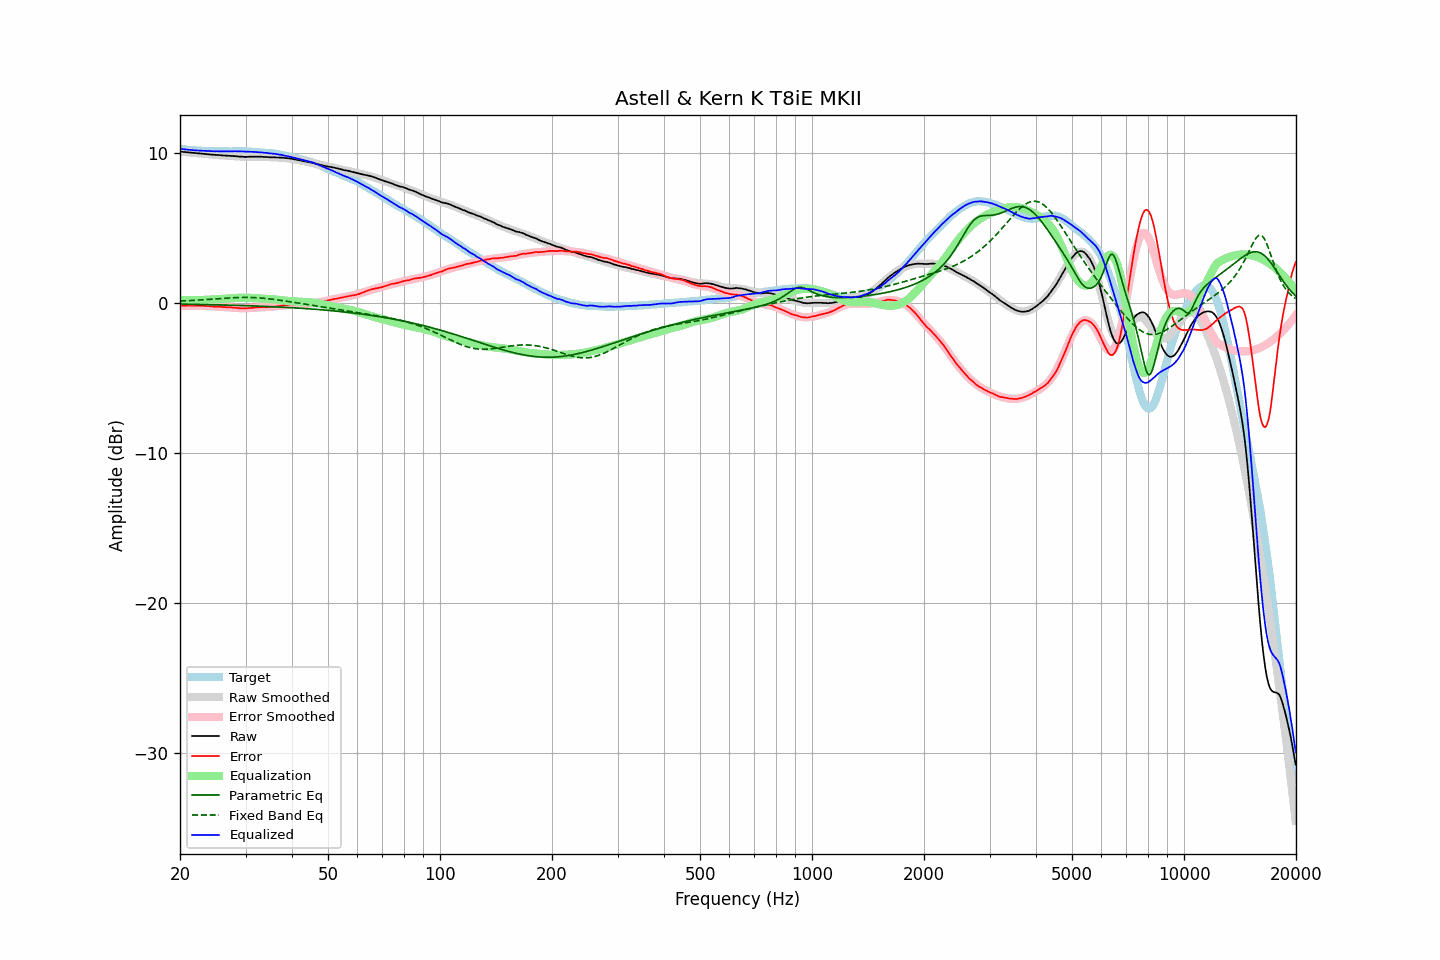 Astell & Kern K T8iE MKII
Amplitude (dBr)
10
0
−10
−20
−30
Target
Raw Smoothed
Error Smoothed
Raw
Error
Equalization
Parametric Eq
Fixed Band Eq
Equalized
20 50 100 200 500 1000 2000 5000 10000 20000
Frequency (Hz)